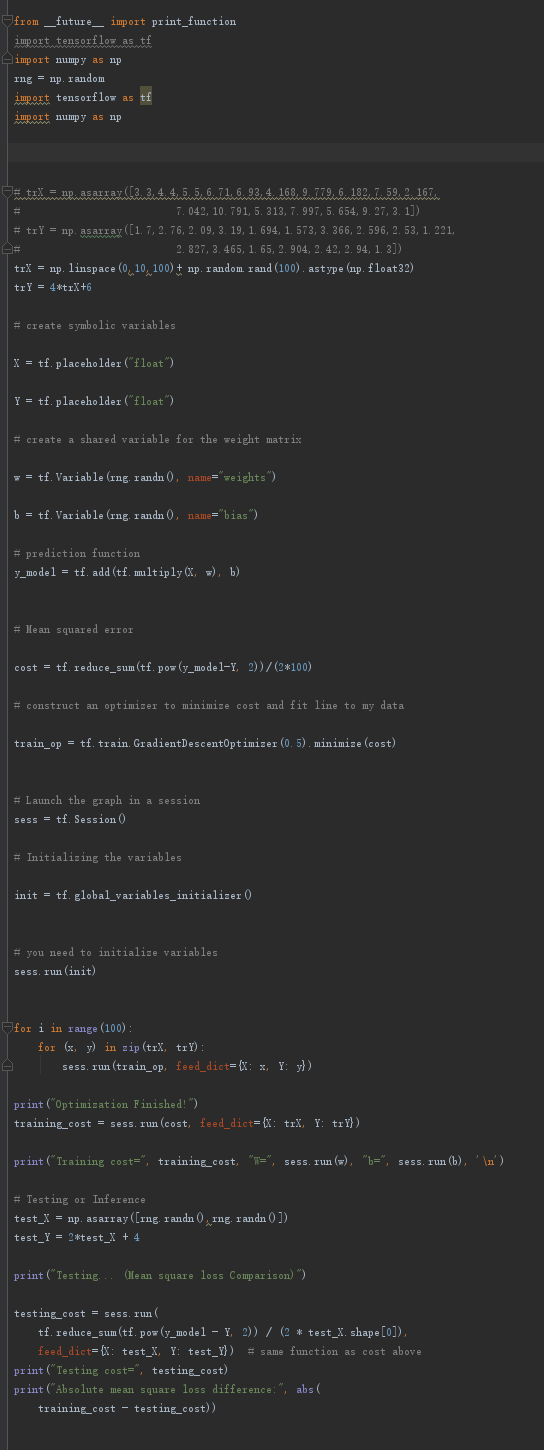 from __future__ import print_function
import tensorflow as tf
import numpy as np
rng = np.random
import tensorflow as tf
import numpy as np
# trX = np.asarray([3.3,4.4,5.5,6.71,6.93,4.168,9.779,6.182,7.59,2.167,
#                          7.042,10.791,5.313,7.997,5.654,9.27,3.1])
# trY = np.asarray([1.7,2.76,2.09,3.19,1.694,1.573,3.366,2.596,2.53,1.221,
#                          2.827,3.465,1.65,2.904,2.42,2.94,1.3])
trX = np.linspace(0,10,100)+ np.random.rand(100).astype(np.float32)
trY = 4*trX+6
# create symbolic variables
X = tf.placeholder("float")
Y = tf.placeholder("float")
# create a shared variable for the weight matrix
w = tf.Variable(rng.randn(), name="weights")
b = tf.Variable(rng.randn(), name="bias")
# prediction function
y_model = tf.add(tf.multiply(X, w), b)
# Mean squared error
cost = tf.reduce_sum(tf.pow(y_model-Y, 2))/(2*100)
# construct an optimizer to minimize cost and fit line to my data
train_op = tf.train.GradientDescentOptimizer(0.5).minimize(cost)
# Launch the graph in a session
sess = tf.Session()
# Initializing the variables
init = tf.global_variables_initializer()
# you need to initialize variables
sess.run(init)
for i in range(100):
    for (x, y) in zip(trX, trY):
        sess.run(train_op, feed_dict={X: x, Y: y})
print("Optimization Finished!")
training_cost = sess.run(cost, feed_dict={X: trX, Y: trY})
print("Training cost=", training_cost, "W=", sess.run(w), "b=", sess.run(b), '\n')
# Testing or Inference
test_X = np.asarray([rng.randn(),rng.randn()])
test_Y = 2*test_X + 4
print("Testing... (Mean square loss Comparison)")
testing_cost = sess.run(
    tf.reduce_sum(tf.pow(y_model - Y, 2)) / (2 * test_X.shape[0]),
    feed_dict={X: test_X, Y: test_Y})  # same function as cost above
print("Testing cost=", testing_cost)
print("Absolute mean square loss difference:", abs(
    training_cost - testing_cost))